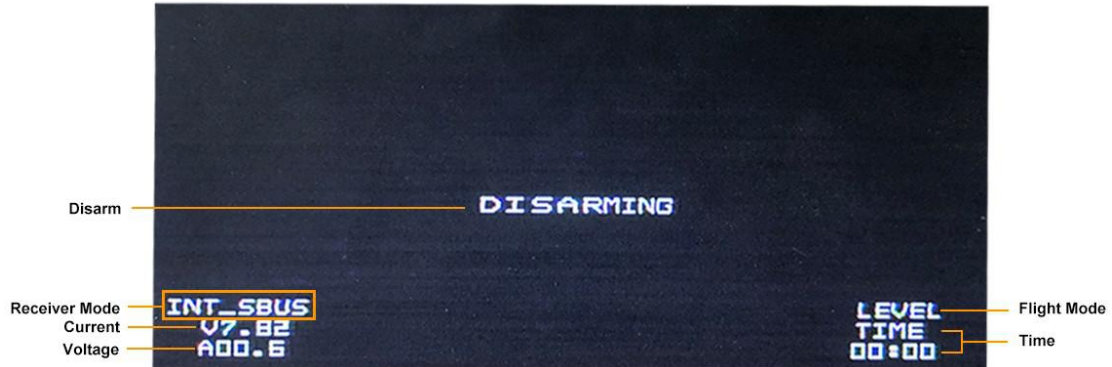 Disarm
DISARMING
Receiver Mode
INT_SBUS
LEVEL
Flight Mode
Current
V7.82
TIME
Time
Voltage
A00.6
00:00